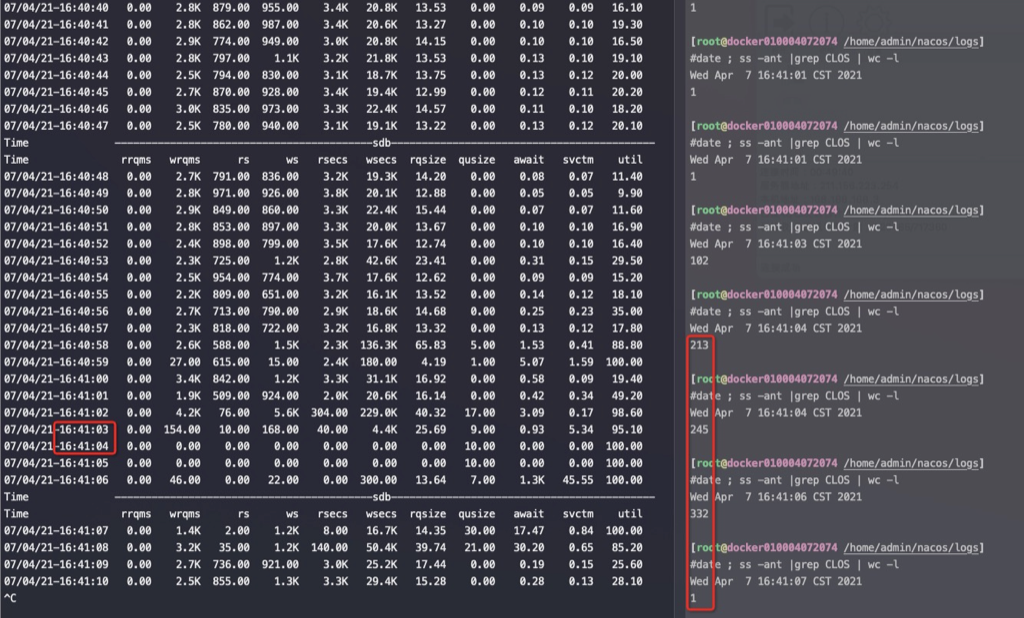 07/04/21-16:40:40 0.00 2.8K 879.00 955.00 3.4K 20.8K 13.53 0.00 0.09 0.09 16.10
07/04/21-16:40:41 0.00 2.8K 862.00 987.00 3.4K 20.6K 13.27 0.00 0.10 0.10 19.30
07/04/21-16:40:42 0.00 2.9K 774.00 949.00 3.0K 20.8K 14.15 0.00 0.10 0.10 16.50
07/04/21-16:40:43 0.00 2.8K 797.00 1.1K 3.2K 21.8K 13.53 0.00 0.13 0.10 19.10
07/04/21-16:40:44 0.00 2.5K 794.00 830.00 3.1K 18.7K 13.75 0.00 0.13 0.12 20.00
07/04/21-16:40:45 0.00 2.7K 870.00 928.00 3.4K 19.4K 12.99 0.00 0.12 0.11 20.20
07/04/21-16:40:46 0.00 3.0K 835.00 973.00 3.3K 22.4K 14.57 0.00 0.11 0.10 18.20
07/04/21-16:40:47 0.00 2.5K 780.00 940.00 3.1K 19.1K 13.22 0.00 0.13 0.12 20.10
Time sdb
Time rrqms wrqms rs ws rsecs wsecs rqsize qusize await svctm util
07/04/21-16:40:48 0.00 2.7K 791.00 836.00 3.2K 19.3K 14.20 0.00 0.08 0.07 11.40
07/04/21-16:40:49 0.00 2.8K 971.00 926.00 3.8K 20.1K 12.88 0.00 0.05 0.05 9.90
07/04/21-16:40:50 0.00 2.9K 849.00 860.00 3.3K 22.4K 15.44 0.00 0.07 0.07 11.60
07/04/21-16:40:51 0.00 2.8K 853.00 897.00 3.3K 20.0K 13.67 0.00 0.10 0.10 16.90
07/04/21-16:40:52 0.00 2.4K 898.00 799.00 3.5K 17.6K 12.74 0.00 0.10 0.10 16.40
07/04/21-16:40:53 0.00 2.3K 725.00 1.2K 2.8K 42.6K 23.41 0.00 0.31 0.15 29.50
07/04/21-16:40:54 0.00 2.5K 954.00 774.00 3.7K 17.6K 12.62 0.00 0.09 0.09 15.20
07/04/21-16:40:55 0.00 2.2K 809.00 651.00 3.2K 16.1K 13.52 0.00 0.14 0.12 18.10
07/04/21-16:40:56 0.00 2.7K 713.00 790.00 2.9K 18.6K 14.68 0.00 0.25 0.23 35.00
07/04/21-16:40:57 0.00 2.3K 818.00 722.00 3.2K 16.8K 13.32 0.00 0.13 0.12 17.80
07/04/21-16:40:58 0.00 2.6K 588.00 1.5K 2.3K 136.3K 65.83 5.00 1.53 0.41 88.80
07/04/21-16:40:59 0.00 27.00 615.00 15.00 2.4K 180.00 4.19 1.00 5.07 1.59 100.00
07/04/21-16:41:00 0.00 3.4K 842.00 1.2K 3.3K 31.1K 16.92 0.00 0.58 0.09 19.40
07/04/21-16:41:01 0.00 1.9K 509.00 924.00 2.0K 20.6K 16.14 0.00 0.42 0.34 49.20
07/04/21-16:41:02 0.00 4.2K 76.00 5.6K 304.00 229.0K 40.32 17.00 3.09 0.17 98.60
07/04/21-16:41:03 0.00 154.00 10.00 168.00 40.00 4.4K 25.69 9.00 0.93 5.34 95.10
07/04/21-16:41:04 0.00 0.00 0.00 0.00 0.00 0.00 0.00 10.00 0.00 0.00 100.00
07/04/21-16:41:05 0.00 0.00 0.00 0.00 0.00 0.00 0.00 10.00 0.00 0.00 100.00
07/04/21-16:41:06 0.00 46.00 0.00 22.00 0.00 300.00 13.64 7.00 1.3K 45.55 100.00
Time sdb
Time rrqms wrqms rs ws rsecs wsecs rqsize qusize await svctm util
07/04/21-16:41:07 0.00 1.4K 2.00 1.2K 8.00 16.7K 14.35 30.00 17.47 0.84 100.00
07/04/21-16:41:08 0.00 3.2K 35.00 1.2K 140.00 50.4K 39.74 21.00 30.20 0.65 85.20
07/04/21-16:41:09 0.00 2.7K 736.00 921.00 3.0K 25.2K 17.44 0.00 0.19 0.15 25.60
07/04/21-16:41:10 0.00 2.5K 855.00 1.3K 3.3K 29.4K 15.28 0.00 0.28 0.13 28.10
^C
1
[root@docker010004072074 /home/admin/nacos/logs]
#date ; ss -ant |grep CLOS | wc -l
Wed Apr 7 16:41:01 CST 2021
1
[root@docker010004072074 /home/admin/nacos/logs]
#date ; ss -ant |grep CLOS | wc -l
Wed Apr 7 16:41:01 CST 2021
1
[root@docker010004072074 /home/admin/nacos/logs]
#date ; ss -ant |grep CLOS | wc -l
Wed Apr 7 16:41:03 CST 2021
102
[root@docker010004072074 /home/admin/nacos/logs]
#date ; ss -ant |grep CLOS | wc -l
Wed Apr 7 16:41:04 CST 2021
213
[root@docker010004072074 /home/admin/nacos/logs]
#date ; ss -ant |grep CLOS | wc -l
Wed Apr 7 16:41:04 CST 2021
245
[root@docker010004072074 /home/admin/nacos/logs]
#date ; ss -ant |grep CLOS | wc -l
Wed Apr 7 16:41:06 CST 2021
332
[root@docker010004072074 /home/admin/nacos/logs]
#date ; ss -ant |grep CLOS | wc -l
Wed Apr 7 16:41:07 CST 2021
1